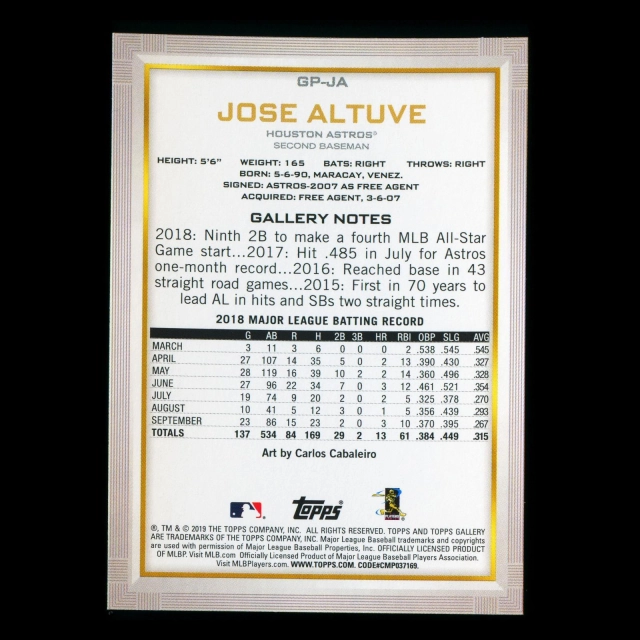 GP-JA
JOSE ALTUVE
HOUSTON ASTROS®
SECOND BASEMAN
HEIGHT: 5'6" WEIGHT: 165 BATS: RIGHT THROWS: RIGHT
BORN: 5-6-90, MARACAY, VENEZ.
SIGNED: ASTROS-2007 AS FREE AGENT
ACQUIRED: FREE AGENT, 3-6-07
GALLERY NOTES
2018: Ninth 2B to make a fourth MLB All-Star
Game start...2017: Hit .485 in July for Astros
one-month record...2016: Reached base in 43
straight road games...2015: First in 70 years to
lead AL in hits and SBs two straight times.
2018 MAJOR LEAGUE BATTING RECORD
G AB R H 2B 3B HR RBI OBP SLG AVG
MARCH 3 11 3 6 0 0 0 2 .538 .545 .545
APRIL 27 107 14 35 5 0 2 13 .390 .430 .327
MAY 28 119 16 39 10 2 2 14 .360 .496 .328
JUNE 27 96 22 34 7 0 3 12 .461 .521 .354
JULY 19 74 9 20 2 0 2 5 .325 .378 .270
AUGUST 10 41 5 12 3 0 1 5 .356 .439 .293
SEPTEMBER 23 86 15 23 2 0 3 10 .370 .395 .267
TOTALS 137 534 84 169 29 2 13 61 .384 .449 .315
Art by Carlos Cabaleiro
Topps
®, TM & © 2019 THE TOPPS COMPANY, INC. ALL RIGHTS RESERVED. TOPPS AND TOPPS GALLERY
ARE TRADEMARKS OF THE TOPPS COMPANY, INC. Major League Baseball trademarks and copyrights
are used with permission of Major League Baseball Properties, Inc. OFFICIALLY LICENSED PRODUCT
OF MLBP. Visit MLB.com Officially Licensed Product of Major League Baseball Players Association.
Visit MLBPlayers.com. WWW.TOPPS.COM. CODE#CMP037169.